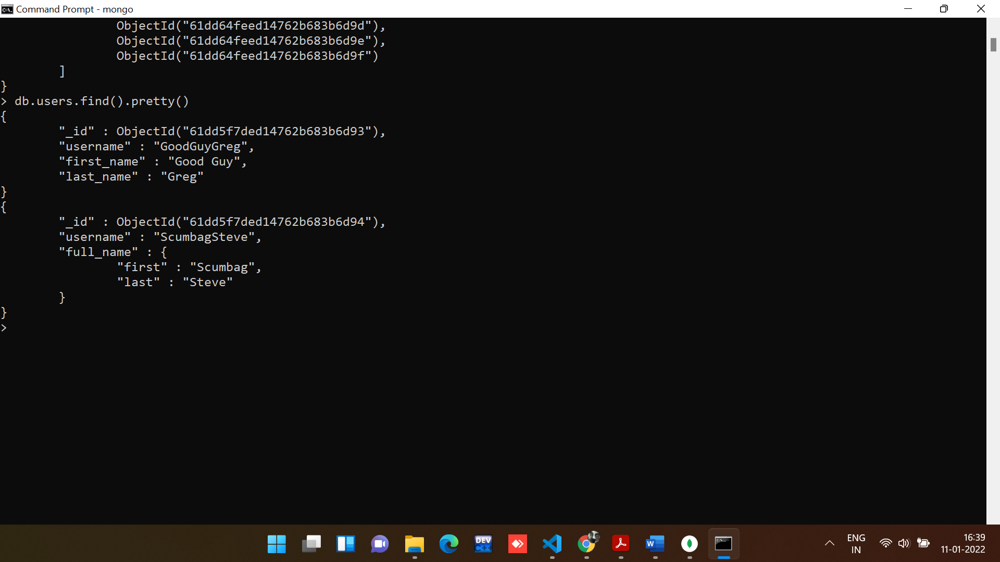 Command Prompt - mongo
ObjectId("61dd64feed14762b683b6d9d"),
ObjectId("61dd64feed14762b683b6d9e"),
ObjectId("61dd64feed14762b683b6d9f")
]
}
> db.users.find().pretty()
{
"_id" : ObjectId("61dd5f7ded14762b683b6d93"),
"username" : "GoodGuyGreg",
"first_name" : "Good Guy",
"last_name" : "Greg"
}
{
"_id" : ObjectId("61dd5f7ded14762b683b6d94"),
"username" : "ScumbagSteve",
"full_name" : {
"first" : "Scumbag",
"last" : "Steve"
}
}
>
DEV
C++
W
ENG
IN
16:39
11-01-2022